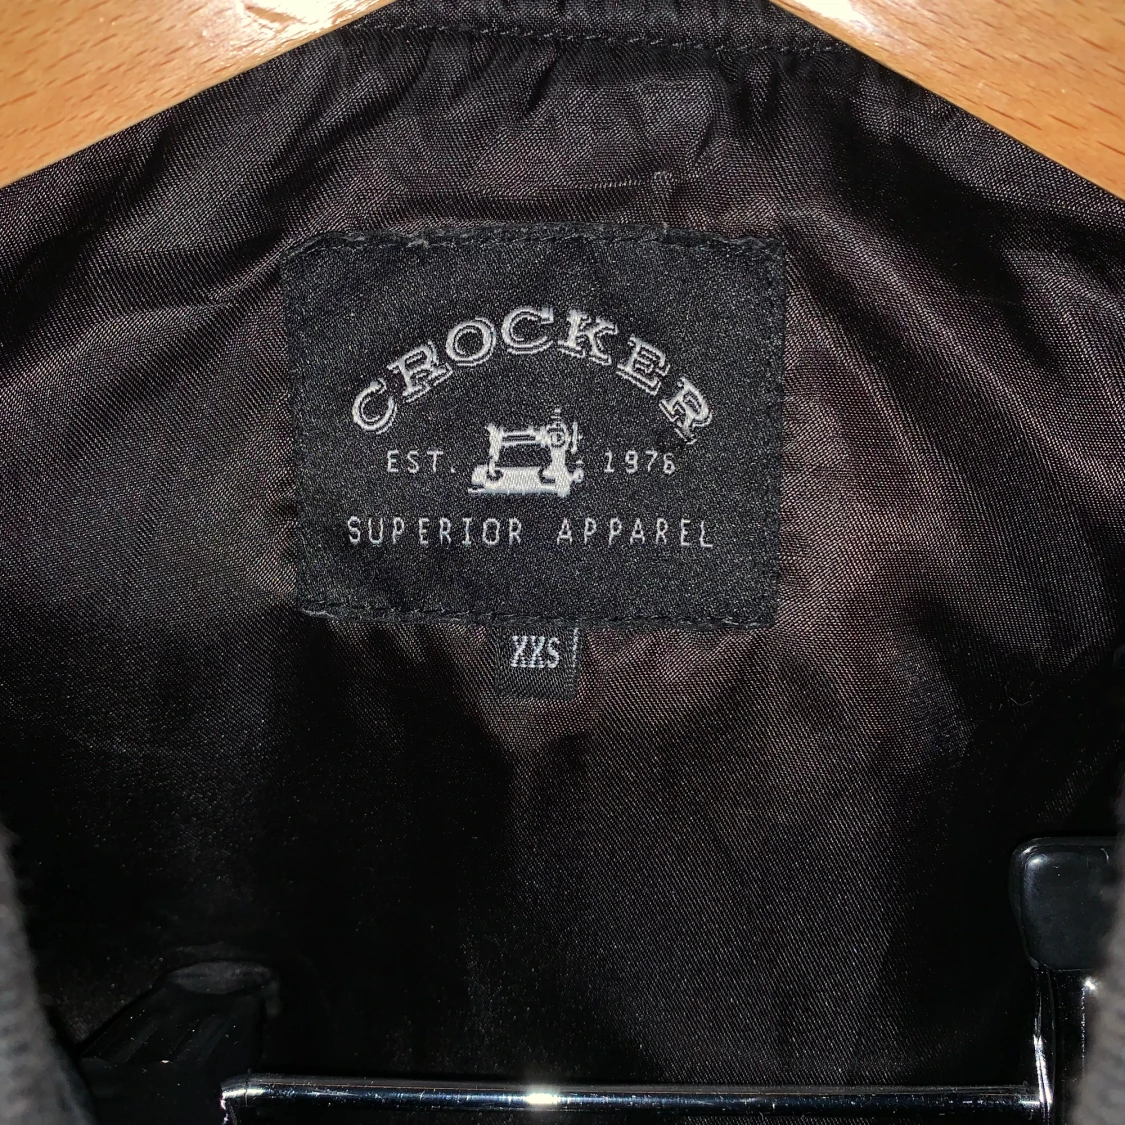 CROCKER
EST. 1976
SUPERIOR APPAREL
XXS